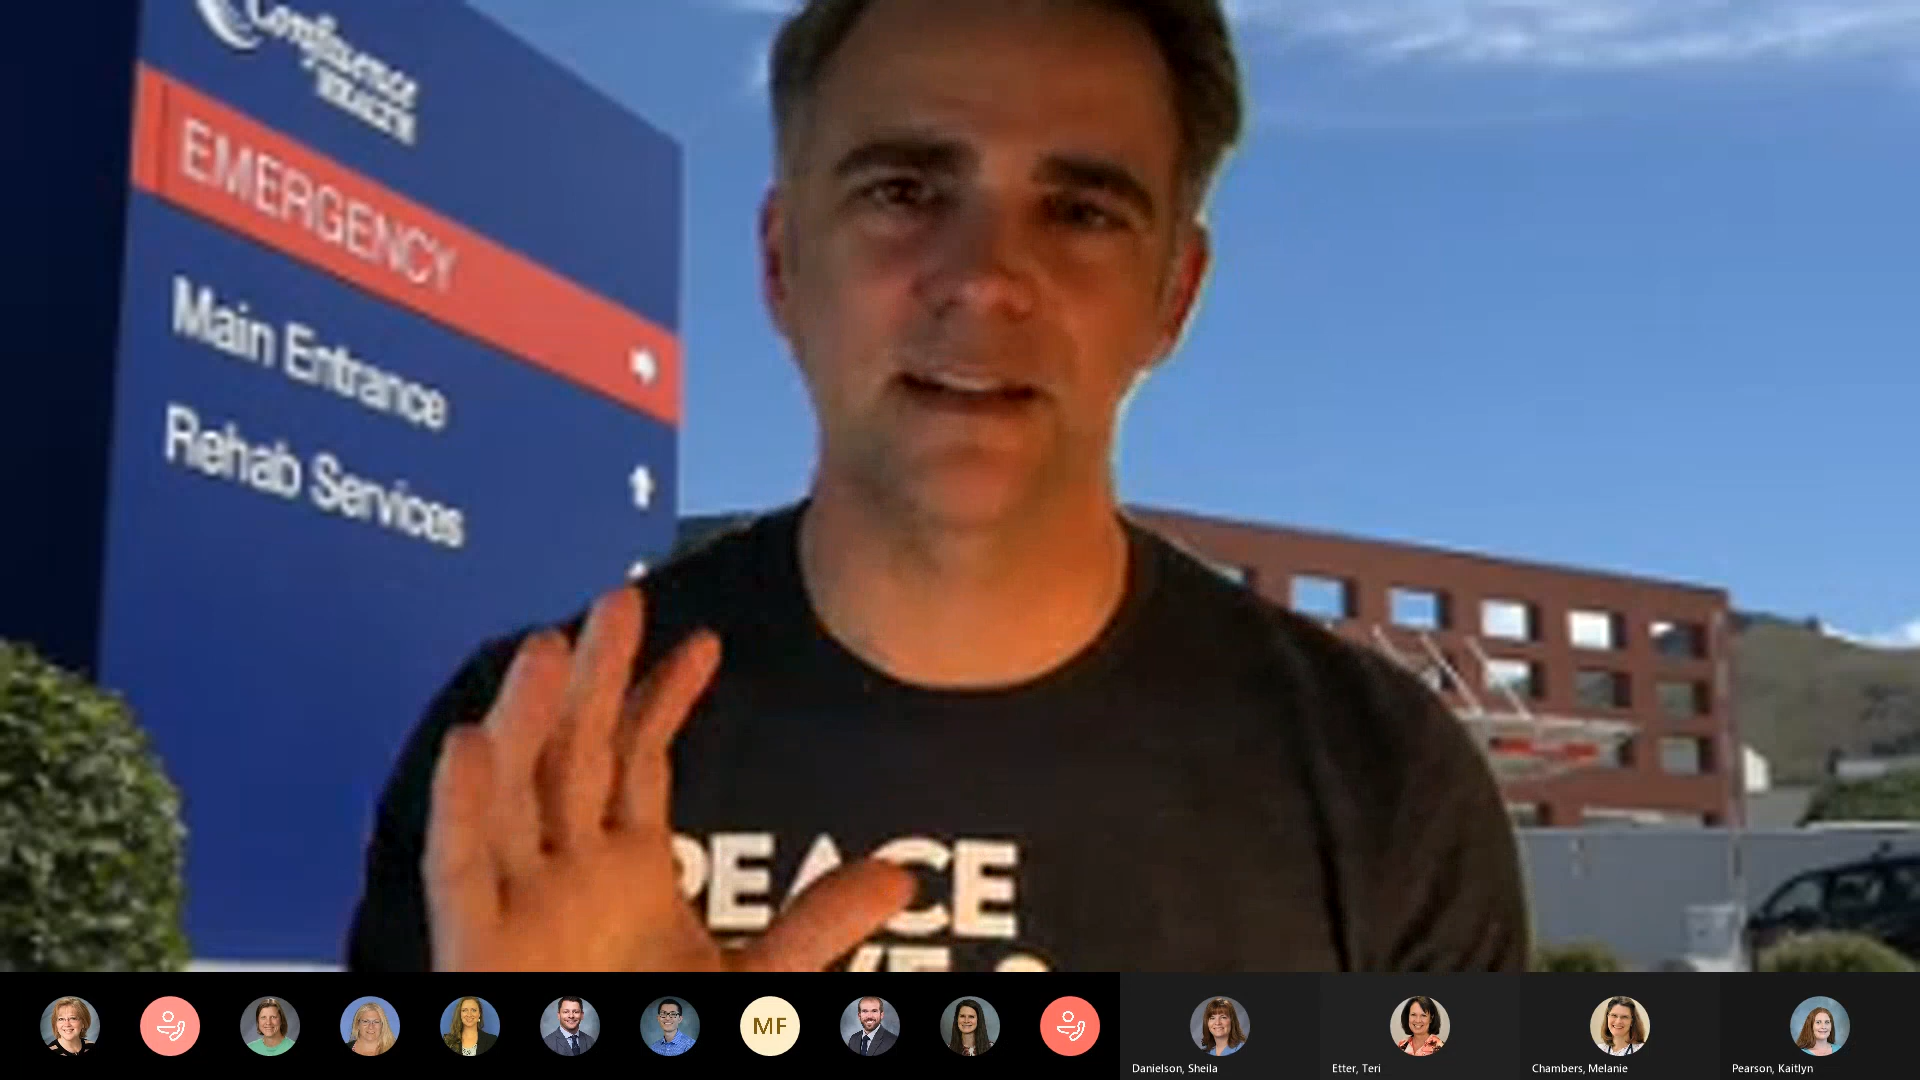 Confluence
HEALTH
EMERGENCY
Main Entrance
Rehab Services
PEACE
MF
Danielson, Sheila
Etter, Teri
Chambers, Melanie
Pearson, Kaitlyn